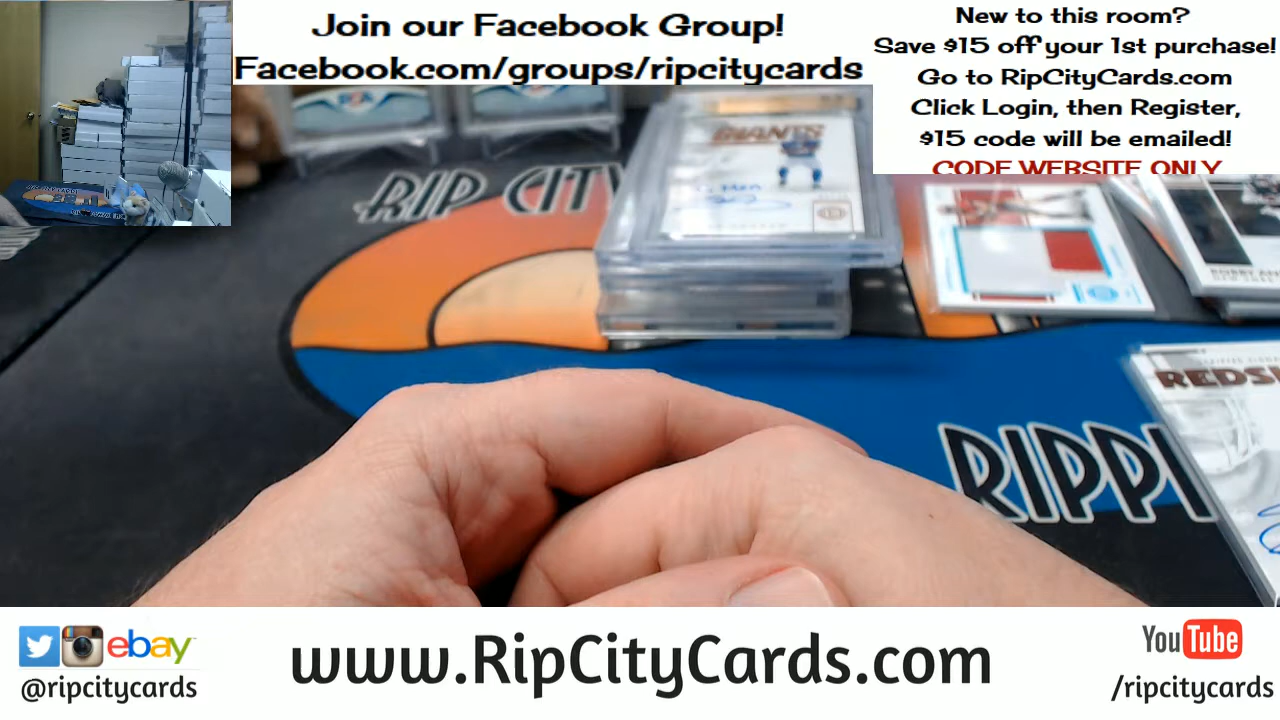 Join our Facebook Group!
Facebook.com/groups/ripcitycards
New to this room?
Save $15 off your 1st purchase!
Go to RipCityCards.com
Click Login, then Register,
$15 code will be emailed!
CODE WEBSITE ONLY
PSA
GIANTS
RIP CITY
REDS
RIPPI
ebay
@ripcitycards
www.RipCityCards.com
YouTube
/ripcitycards